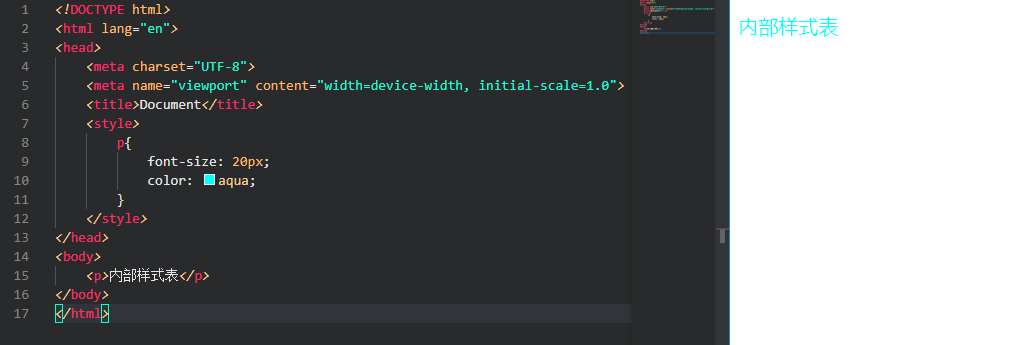 1 <!DOCTYPE html>
2 <html lang="en">
3 <head>
4 <meta charset="UTF-8">
5 <meta name="viewport" content="width=device-width, initial-scale=1.0">
6 <title>Document</title>
7 <style>
8 p{
9 font-size: 20px;
10 color: aqua;
11 }
12 </style>
13 </head>
14 <body>
15 <p>内部样式表</p>
16 </body>
17 </html>
内部样式表